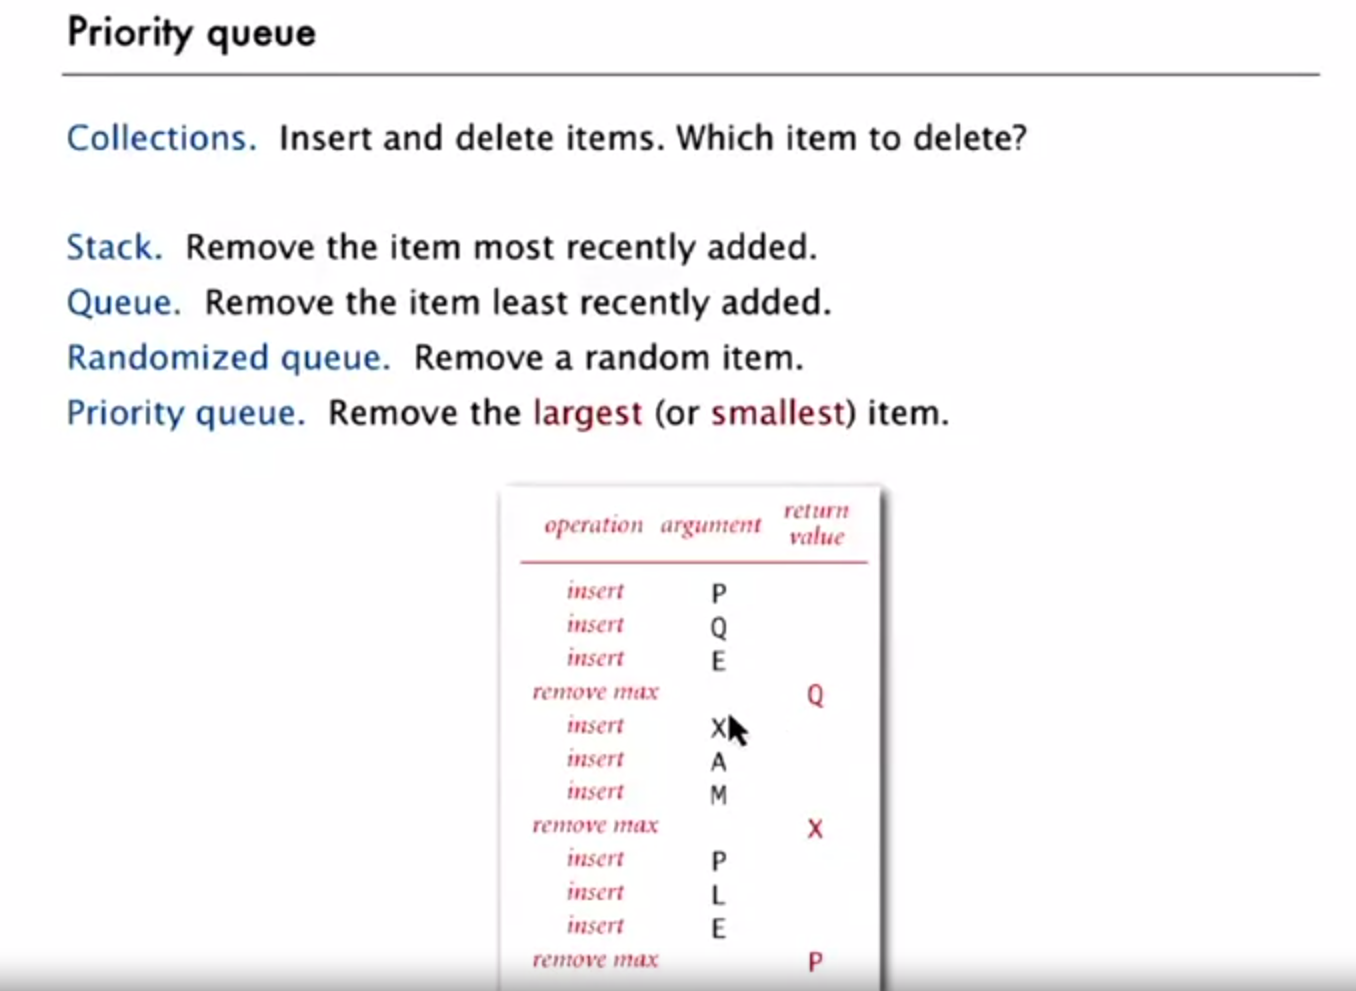 Priority queue
Collections. Insert and delete items. Which item to delete?
Stack. Remove the item most recently added.
Queue. Remove the item least recently added.
Randomized queue. Remove a random item.
Priority queue. Remove the largest (or smallest) item.
operation argument return value
insert P
insert Q
insert E
remove max Q
insert X
insert A
insert M
remove max X
insert P
insert L
insert E
remove max P